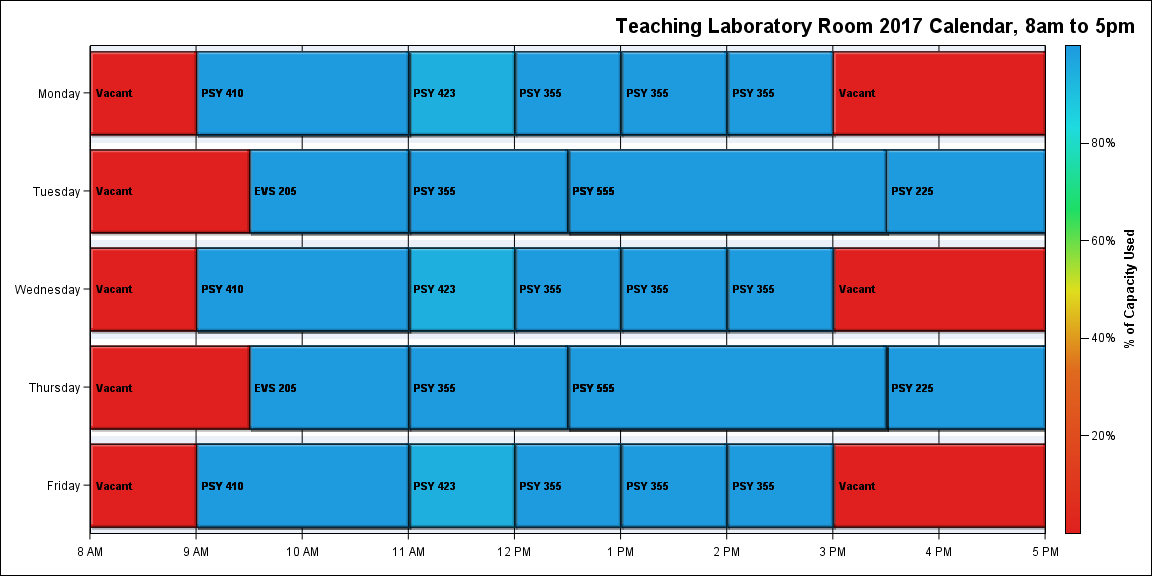 Teaching Laboratory Room 2017 Calendar, 8am to 5pm
Monday
Vacant
PSY 410
PSY 423
PSY 355
PSY 355
PSY 355
Vacant
Tuesday
Vacant
EVS 205
PSY 355
PSY 555
PSY 225
Wednesday
Vacant
PSY 410
PSY 423
PSY 355
PSY 355
PSY 355
Vacant
Thursday
Vacant
EVS 205
PSY 355
PSY 555
PSY 225
Friday
Vacant
PSY 410
PSY 423
PSY 355
PSY 355
PSY 355
Vacant
8 AM
9 AM
10 AM
11 AM
12 PM
1 PM
2 PM
3 PM
4 PM
5 PM
80%
60%
40%
20%
% of Capacity Used